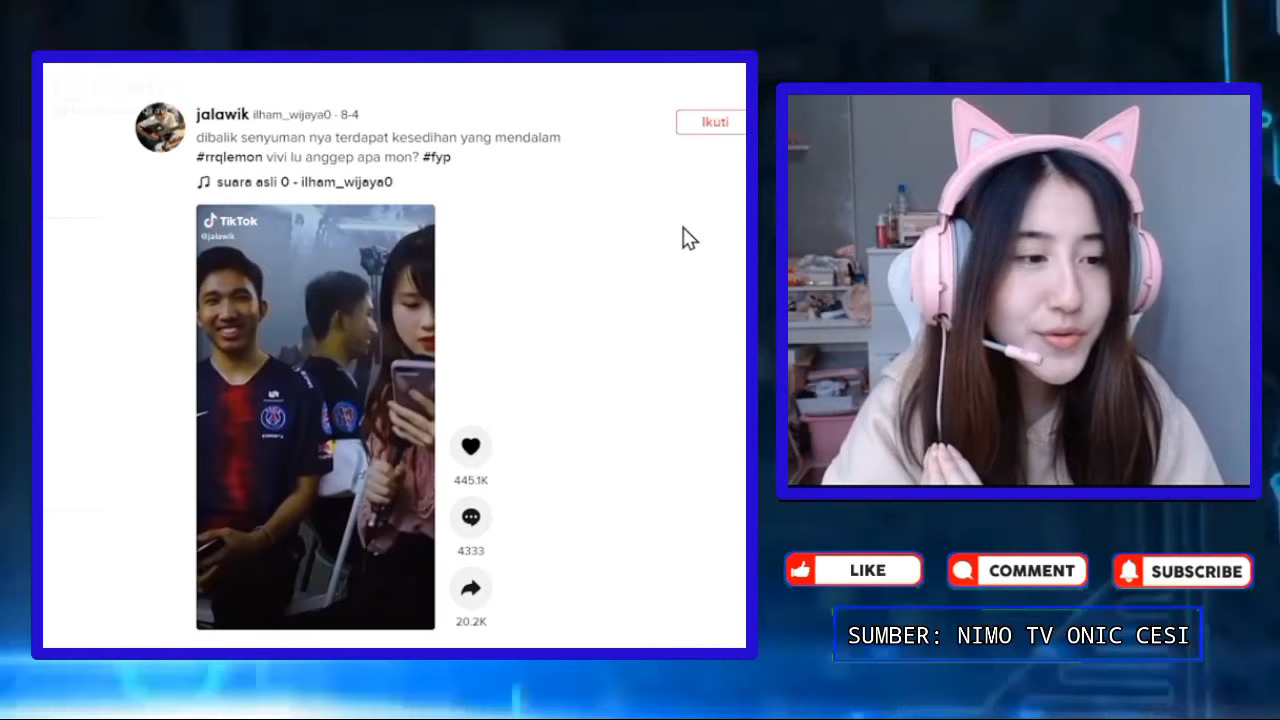 jalawik ilham_wijaya0 · 8-4
dibalik senyuman nya terdapat kesedihan yang mendalam
#rrqlemon vivi lu anggep apa mon? #fyp
suara asli 0 - ilham_wijaya0
Ikuti
TikTok
@jalawik
445.1K
4333
20.2K
LIKE
COMMENT
SUBSCRIBE
SUMBER: NIMO TV ONIC CESI